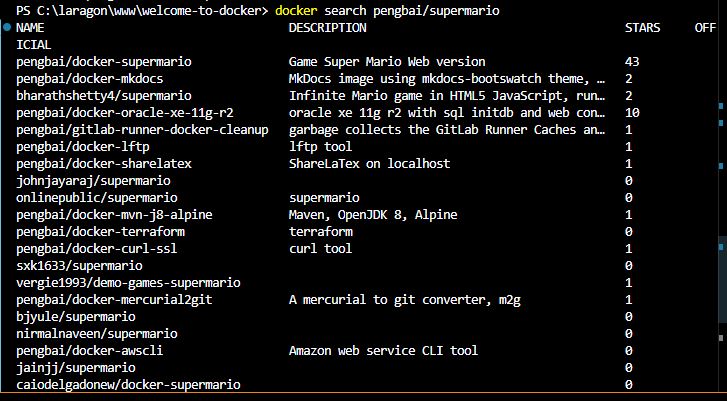 PS C:\laragon\www\welcome-to-docker> docker search pengbai/supermario
NAME DESCRIPTION STARS OFF
ICIAL
pengbai/docker-supermario Game Super Mario Web version 43
pengbai/docker-mkdocs MkDocs image using mkdocs-bootswatch theme, … 2
bharathshetty4/supermario Infinite Mario game in HTML5 JavaScript, run… 2
pengbai/docker-oracle-xe-11g-r2 oracle xe 11g r2 with sql initdb and web con… 10
pengbai/gitlab-runner-docker-cleanup garbage collects the GitLab Runner Caches an… 1
pengbai/docker-lftp lftp tool 1
pengbai/docker-sharelatex ShareLaTex on localhost 1
johnjayaraj/supermario 0
onlinepublic/supermario supermario 0
pengbai/docker-mvn-j8-alpine Maven, OpenJDK 8, Alpine 1
pengbai/docker-terraform terraform 0
pengbai/docker-curl-ssl curl tool 1
sxk1633/supermario 0
vergie1993/demo-games-supermario 1
pengbai/docker-mercurial2git A mercurial to git converter, m2g 1
bjyule/supermario 0
nirmalnaveen/supermario 0
pengbai/docker-awscli Amazon web service CLI tool 0
jainjj/supermario 0
caiodelgadonew/docker-supermario 0